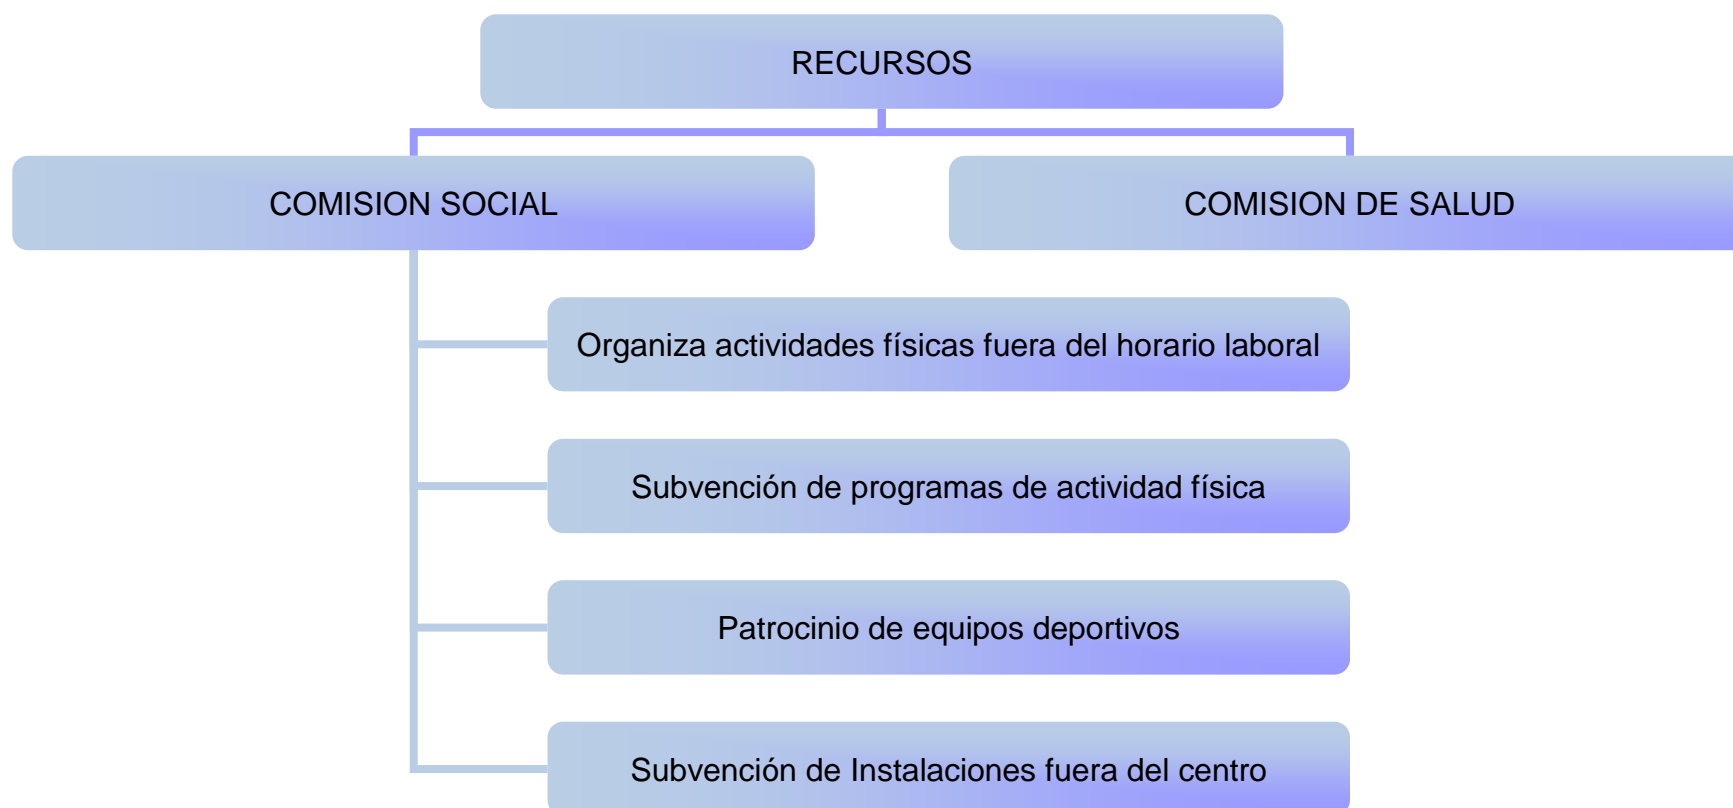 RECURSOS
COMISION SOCIAL
COMISION DE SALUD
Organiza actividades físicas fuera del horario laboral
Subvención de programas de actividad física
Patrocinio de equipos deportivos
Subvención de Instalaciones fuera del centro